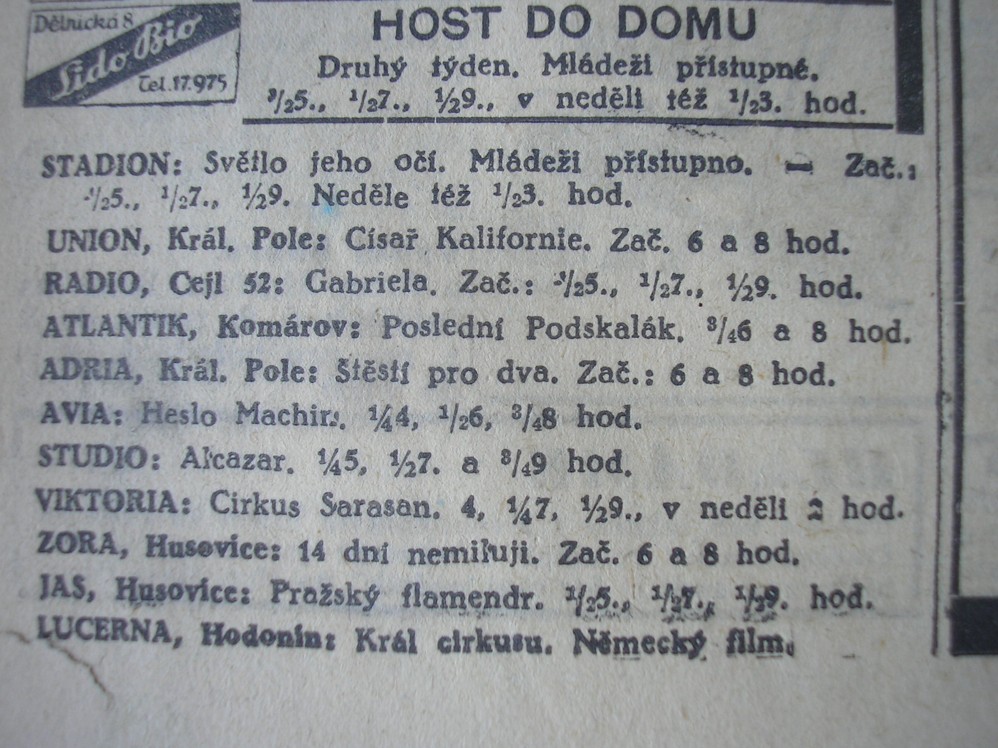 Dělnická 8
Lido Bio
Tel. 17.975
HOST DO DOMU
Druhý týden. Mládeži přístupné.
½5., ½7., ½9., v neděli též ½3. hod.
STADION: Světlo jeho očí. Mládeži přístupno. — Zač.:
½5., ½7., ½9. Neděle též ½3. hod.
UNION, Král. Pole: Císař Kalifornie. Zač. 6 a 8 hod.
RADIO, Cejl 52: Gabriela. Zač.: ½5., ½7., ½9. hod.
ATLANTIK, Komárov: Poslední Podskalák. ¾6 a 8 hod.
ADRIA, Král. Pole: Štěstí pro dva. Zač.: 6 a 8 hod.
AVIA: Heslo Machin. ¼4, ½6, ¾8 hod.
STUDIO: Alcazar. ¼5, ½7. a ¾9 hod.
VIKTORIA: Cirkus Sarasan. 4, ¼7, ½9., v neděli 2 hod.
ZORA, Husovice: 14 dní nemiluji. Zač. 6 a 8 hod.
JAS, Husovice: Pražský flamendr. ½5., ½7., ½9. hod.
LUCERNA, Hodonín: Král cirkusu. Německý film.